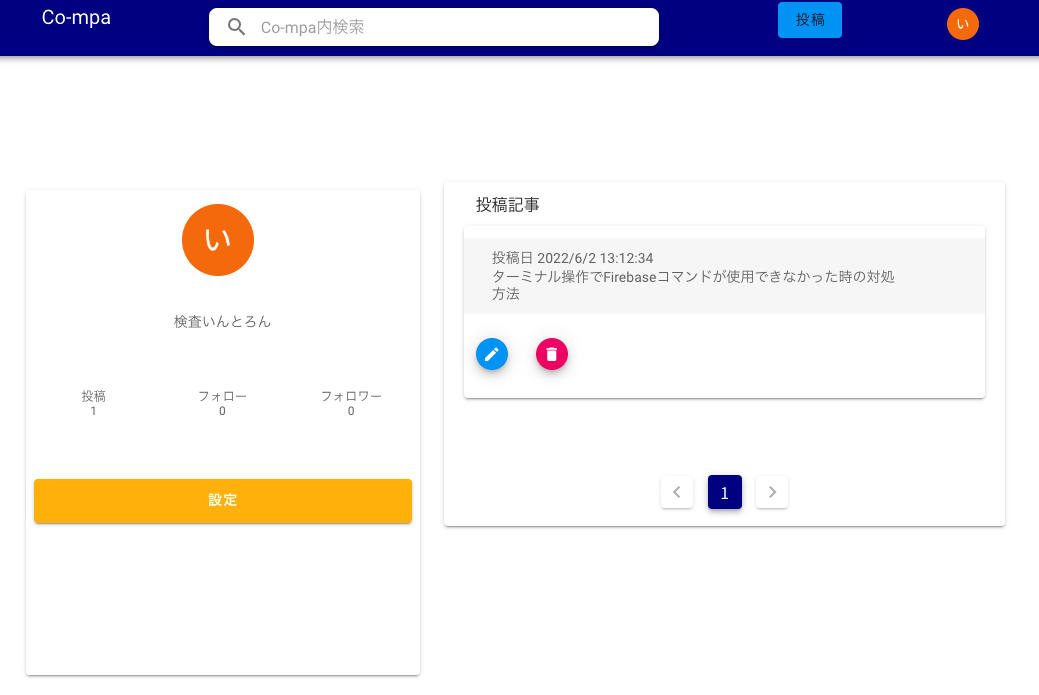 Co-mpa
Co-mpa内検索
投稿
い
い
検査いんとろん
投稿
1
フォロー
0
フォロワー
0
設定
投稿記事
投稿日 2022/6/2 13:12:34
ターミナル操作でFirebaseコマンドが使用できなかった時の対処
方法
1